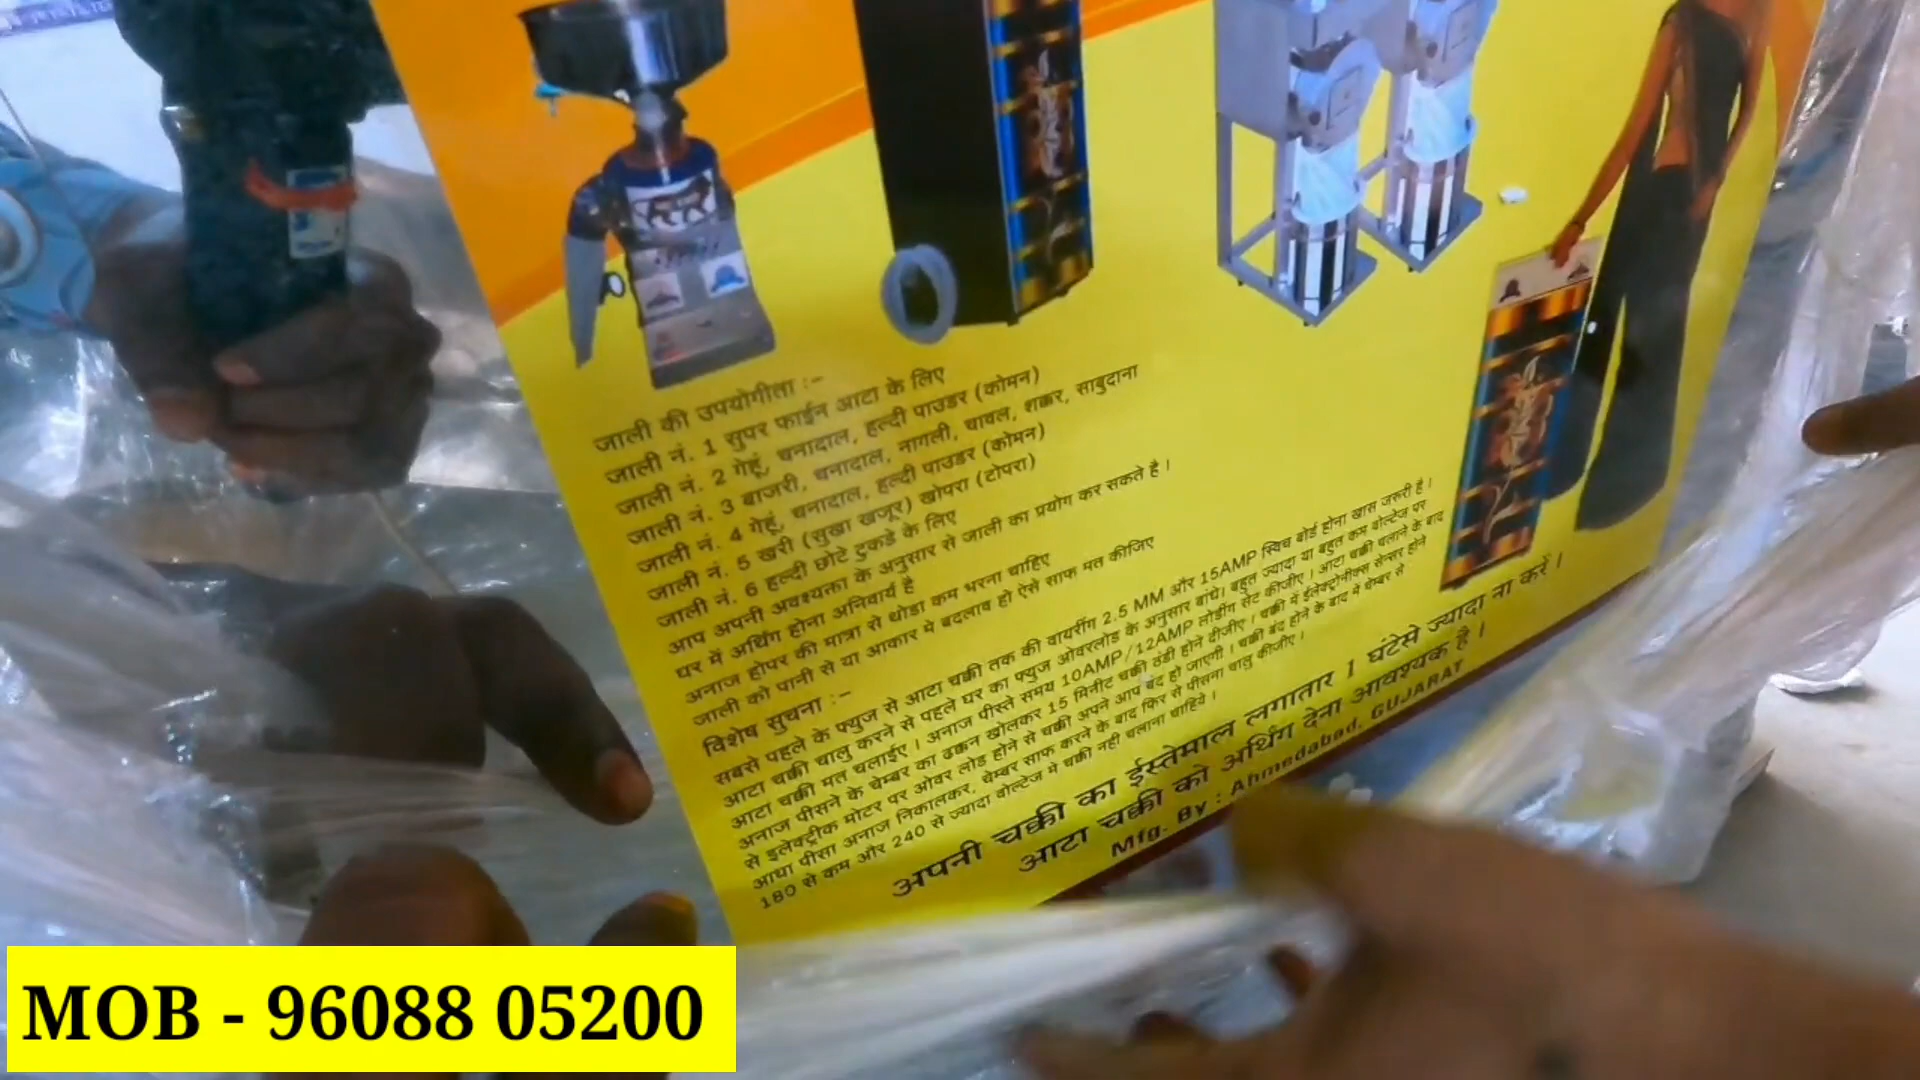 जाली की उपयोगीता :-
जाली नं. 1 सुपर फाईन आटा के लिए
जाली नं. 2 गेहूं, चनादाल, हल्दी पाउडर (कोमन)
जाली नं. 3 बाजरी, चनादाल, नागली, चावल, शक्कर, साबुदाना
जाली नं. 4 गेहूं, चनादाल, हल्दी पाउडर (कोमन)
जाली नं. 5 खरी (सुखा खजूर) खोपरा (टोपरा)
जाली नं. 6 हल्दी छोटे टुकडे के लिए
आप अपनी अवश्यक्ता के अनुसार से जाली का प्रयोग कर सकते है।
घर में अर्थिंग होना अनिवार्य है
अनाज होपर की मात्रा से थोडा कम भरना चाहिए
जाली को पानी से या आकार मे बदलाव हो ऐसे साफ मत कीजिए
विशेष सुचना :-
सबसे पहले के फ्युज से आटा चक्की तक की वायरींग 2.5 MM और 15AMP स्विच बोर्ड होना खास जरुरी है।
आटा चक्की चालु करने से पहले घर का फ्युज ओवरलोड के अनुसार बांधे। बहुत ज्यादा या बहुत कम वोल्टेज पर
आटा चक्की मत चलाईए। अनाज पीस्ते समय 10AMP/12AMP लोडींग सेट कीजीए। आटा चक्की चलाने के बाद
अनाज पीसने के चेम्बर का ढक्कन खोलकर 15 मिनीट चक्की ठंडी होने दीजीए। चक्की में ईलेक्ट्रोनीक्स सेन्सर होने
से इलेक्ट्रीक मोटर पर ओवर लोड होने से चक्की अपने आप बंद हो जाएगी। चक्की बंद होने के बाद में चेम्बर से
आधा पीसा अनाज निकालकर, चेम्बर साफ करने के बाद फिर से पीसना चालु कीजीए।
180 से कम और 240 से ज्यादा वोल्टेज मे चक्की नही चलाना चाहिये।
अपनी चक्की का ईस्तेमाल लगातार 1 घंटेसे ज्यादा ना करें।
आटा चक्की को अर्थिंग देना आवश्यक है।
Mfg. By : Ahmedabad, GUJARAT
MOB - 96088 05200